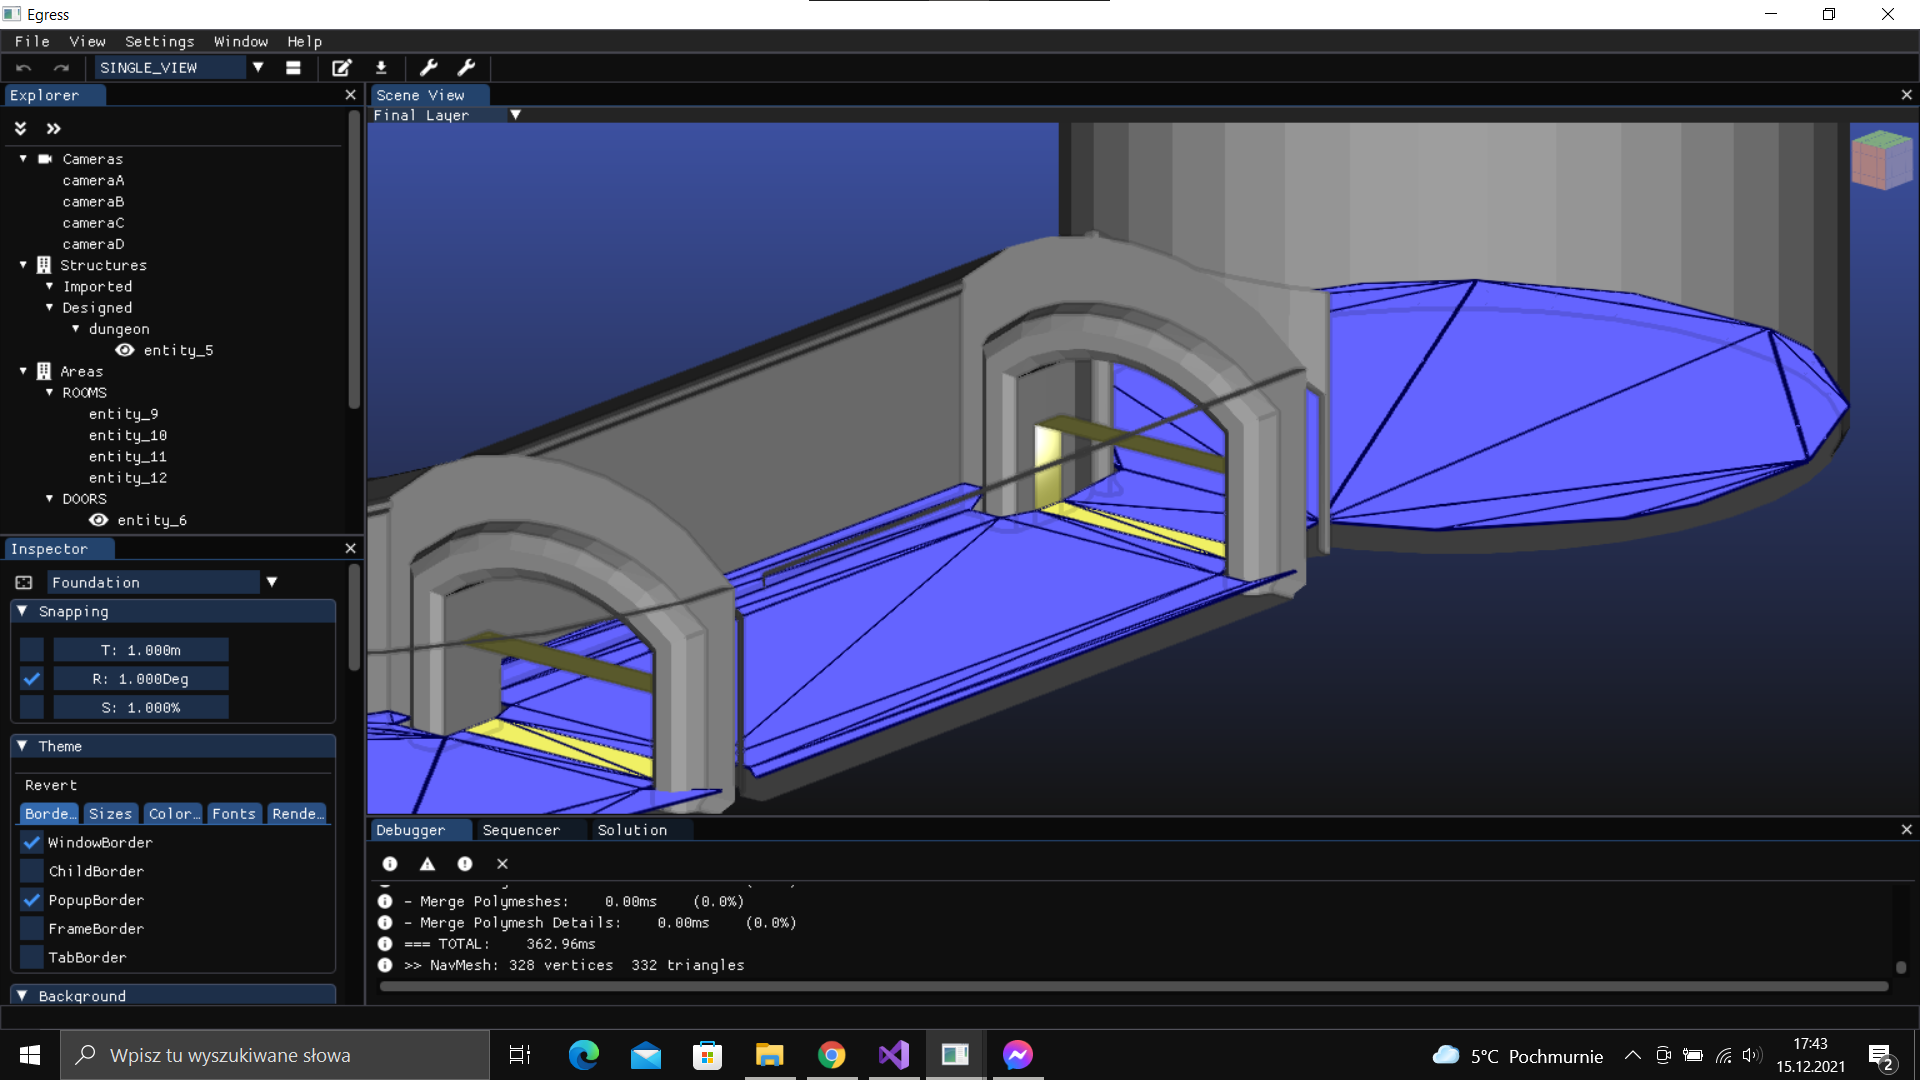 Egress
File View Settings Window Help
SINGLE_VIEW
Explorer
Cameras
cameraA
cameraB
cameraC
cameraD
Structures
Imported
Designed
dungeon
entity_5
Areas
ROOMS
entity_9
entity_10
entity_11
entity_12
DOORS
entity_6
Inspector
Foundation
Snapping
T: 1.000m
R: 1.000Deg
S: 1.000%
Theme
Revert
Borde… Sizes Color… Fonts Rende…
WindowBorder
ChildBorder
PopupBorder
FrameBorder
TabBorder
Background
Scene View
Final Layer
Debugger Sequencer Solution
- Merge Polymeshes: 0.00ms (0.0%)
- Merge Polymesh Details: 0.00ms (0.0%)
=== TOTAL: 362.96ms
>> NavMesh: 328 vertices 332 triangles
Wpisz tu wyszukiwane słowa
5°C Pochmurnie
17:43
15.12.2021
2